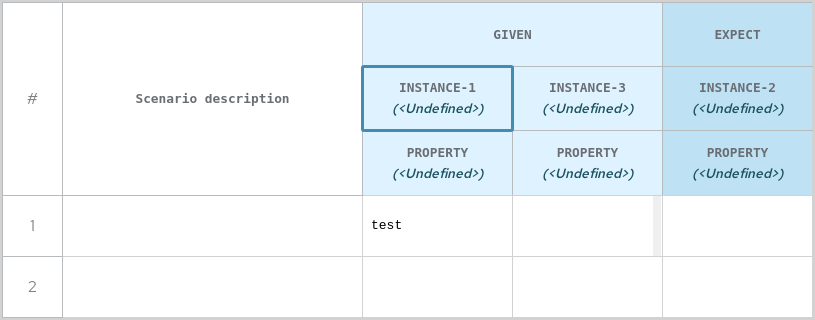 GIVEN
EXPECT
#
Scenario description
INSTANCE-1
(<Undefined>)
INSTANCE-3
(<Undefined>)
INSTANCE-2
(<Undefined>)
PROPERTY
(<Undefined>)
PROPERTY
(<Undefined>)
PROPERTY
(<Undefined>)
1
test
2